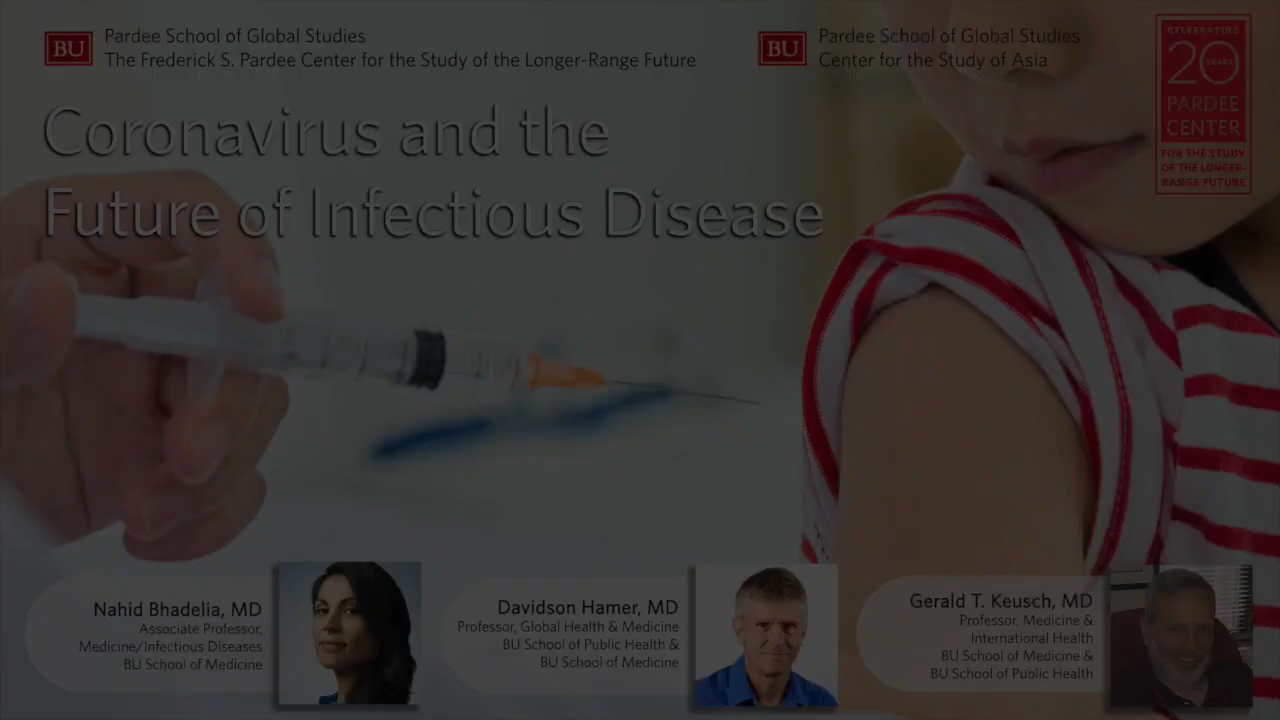 BU
Pardee School of Global Studies
The Frederick S. Pardee Center for the Study of the Longer-Range Future
BU
Pardee School of Global Studies
Center for the Study of Asia
CELEBRATING
20 YEARS
PARDEE
CENTER
FOR THE STUDY
OF THE LONGER-
RANGE FUTURE
Coronavirus and the
Future of Infectious Disease
Nahid Bhadelia, MD
Associate Professor,
Medicine/Infectious Diseases
BU School of Medicine
Davidson Hamer, MD
Professor, Global Health & Medicine
BU School of Public Health &
BU School of Medicine
Gerald T. Keusch, MD
Professor, Medicine &
International Health
BU School of Medicine &
BU School of Public Health